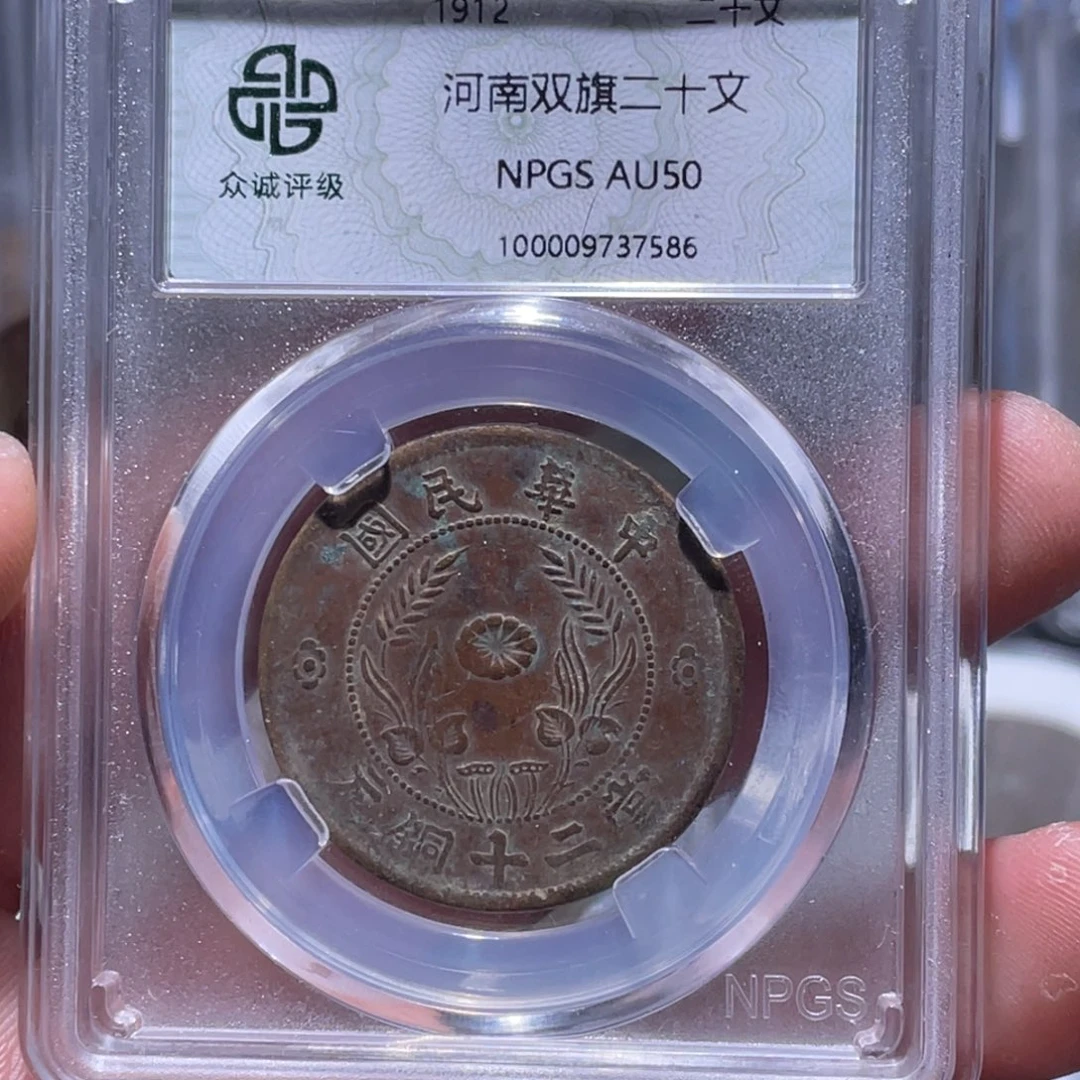 1912 二十文
河南双旗二十文
众诚评级
NPGS AU50
100009737586
中華民國
當二十銅元
NPGS